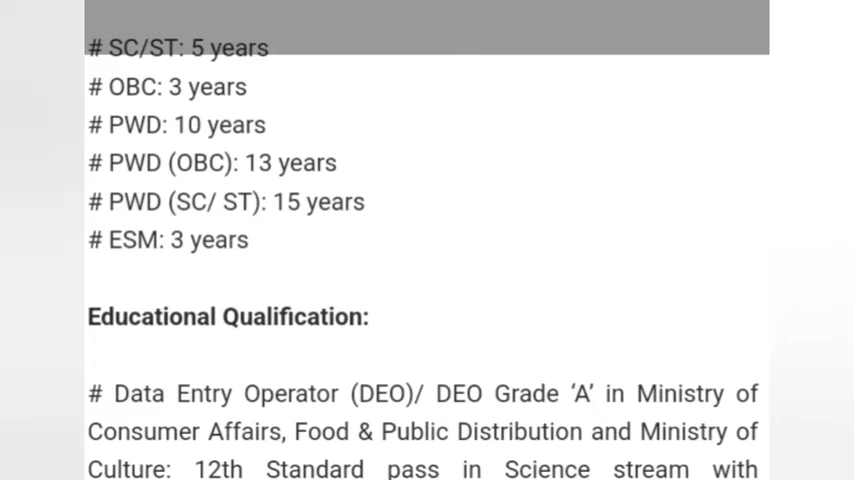 # SC/ST: 5 years
# OBC: 3 years
# PWD: 10 years
# PWD (OBC): 13 years
# PWD (SC/ ST): 15 years
# ESM: 3 years
Educational Qualification:
# Data Entry Operator (DEO)/ DEO Grade ‘A’ in Ministry of
Consumer Affairs, Food & Public Distribution and Ministry of
Culture: 12th Standard pass in Science stream with